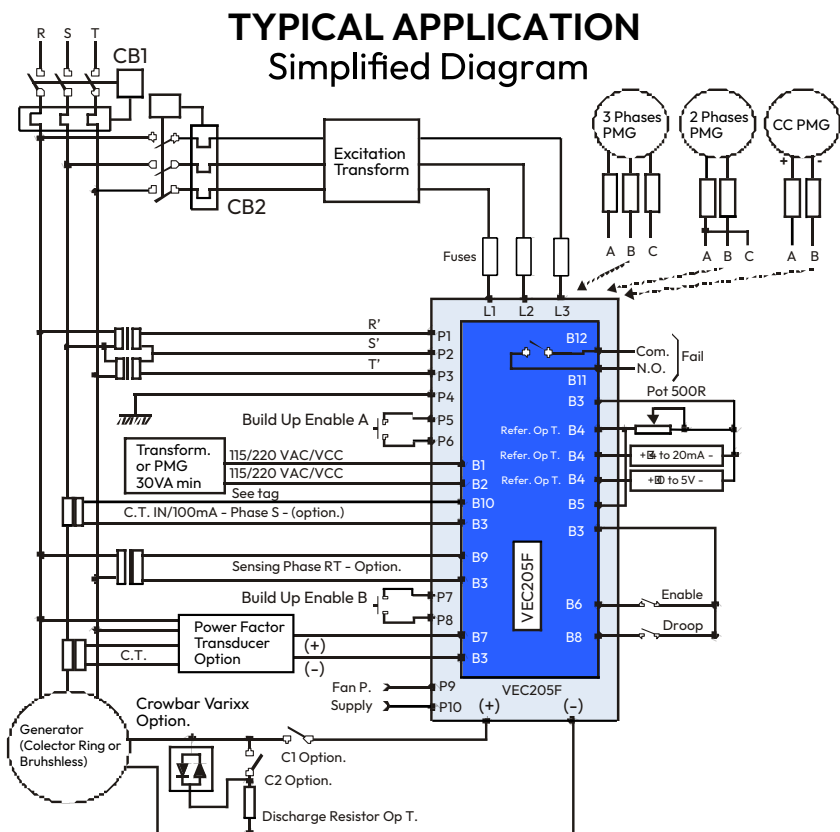 TYPICAL APPLICATION
Simplified Diagram
R S T
CB1
CB2
Excitation
Transform
3 Phases
PMG
2 Phases
PMG
CC PMG
+ -
A B C
A B C
A B
Fuses
L1 L2 L3
R'
S'
T'
P1
P2
P3
P4
P5
P6
Build Up Enable A
Transform.
or PMG
30VA min
115/220 VAC/VCC
115/220 VAC/VCC
See tag
C.T. IN/100mA - Phase S - (option.)
B1
B2
B10
B3
Sensing Phase RT - Option.
B9
B3
Build Up Enable B
P7
P8
Power Factor
Transducer
Option
(+)
(-)
B7
B3
C.T.
Fan P.
Supply
P9
P10
VEC205F
VEC205F
(+) (-)
B12
B11
Com.
N.O.
Fail
Pot 500R
B3
Refer. Op T. B4
Refer. Op T. B4
Refer. Op T. B4
to 20mA -
to 5V -
B5
B3
B6
B8
Enable
Droop
Generator
(Colector Ring or
Bruhshless)
Crowbar Varixx
Option.
C1 Option.
C2 Option.
Discharge Resistor Op T.